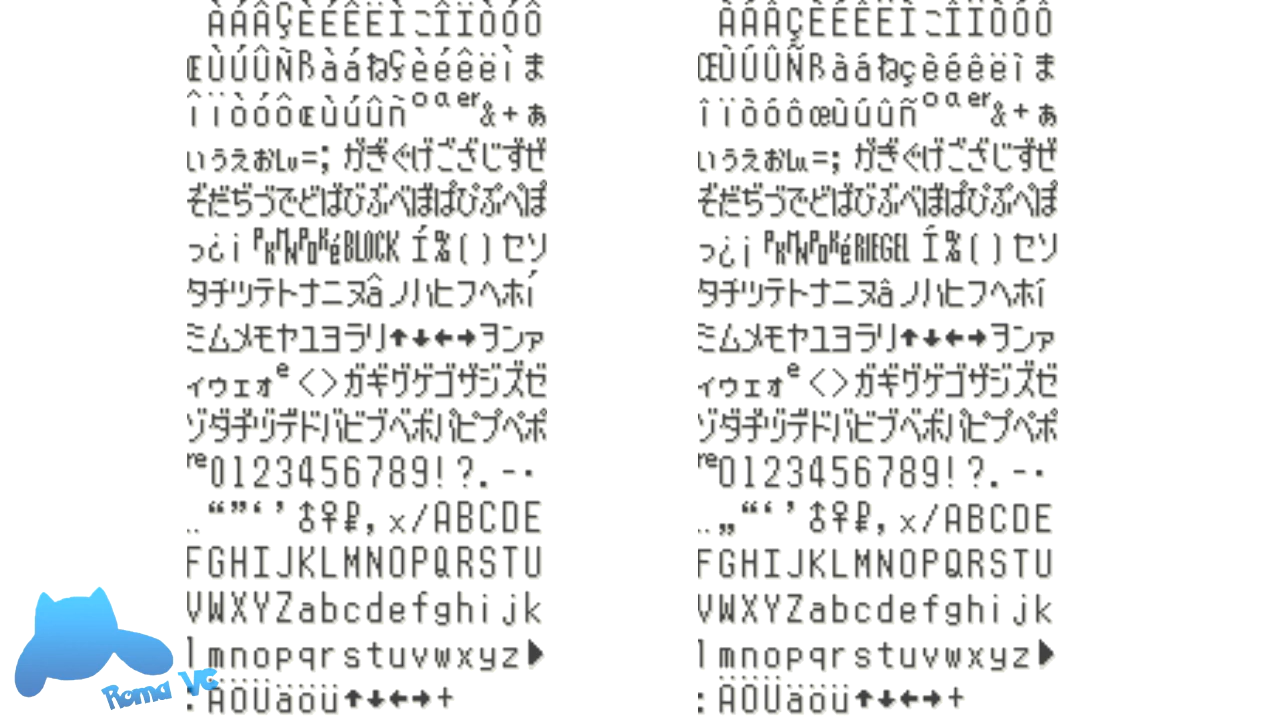 ÀÁÂÇÈÉÊËÌこÎÏÒÓÔ ÀÁÂÇÈÉÊËÌこÎÏÒÓÔ
ŒÙÚÛÑßàáねÇèéêëìま ŒÙÚÛÑßàáねçèéêëìま
îïòóôŒùúûñºªer&+ぁ îïòóôœùúûñºªer&+ぁ
ぃぅぇぉLv=;がぎぐげござじずぜ ぃぅぇぉLv=;がぎぐげござじずぜ
ぞだぢづでどばびぶべぼぱぴぷぺぽ ぞだぢづでどばびぶべぼぱぴぷぺぽ
っ¿¡PKMNPOKéBLOCK Í%()セソ っ¿¡PKMNPOKéRIEGEL Í%()セソ
タチツテトナニヌâノハヒフヘホí タチツテトナニヌâノハヒフヘホí
ミムメモヤユヨラリ↑↓←→ヲンァ ミムメモヤユヨラリ↑↓←→ヲンァ
ィゥェォe<>ガギグゲゴザジズゼ ィゥェォe<>ガギグゲゴザジズゼ
ゾダヂヅデドバビブベボパピプペポ ゾダヂヅデドバビブベボパピプペポ
re0123456789!?.-· re0123456789!?.-·
‥“”‘’♂♀₽,x/ABCDE ‥„“‘’♂♀₽,x/ABCDE
FGHIJKLMNOPQRSTU FGHIJKLMNOPQRSTU
VWXYZabcdefghijk VWXYZabcdefghijk
lmnopqrstuvwxyz▶ lmnopqrstuvwxyz▶
:ÄÖÜäöü↑↓←→+ :ÄÖÜäöü↑↓←→+
Roma VG